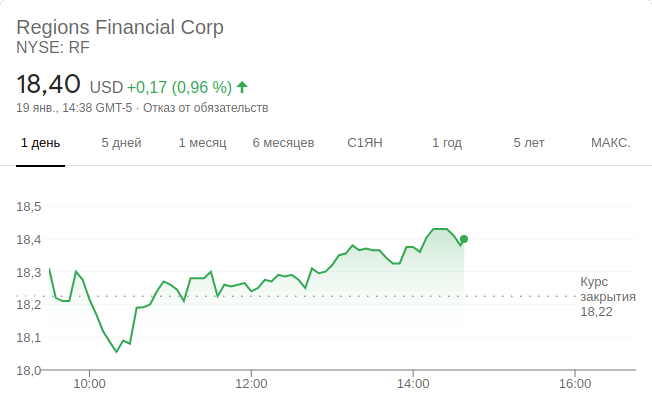 Regions Financial Corp
NYSE: RF
18,40 USD +0,17 (0,96 %)
19 янв., 14:38 GMT-5 · Отказ от обязательств
1 день 5 дней 1 месяц 6 месяцев С1ЯН 1 год 5 лет МАКС.
18,5
18,4
18,3
18,2
18,1
18,0
Курс
закрытия
18,22
10:00 12:00 14:00 16:00